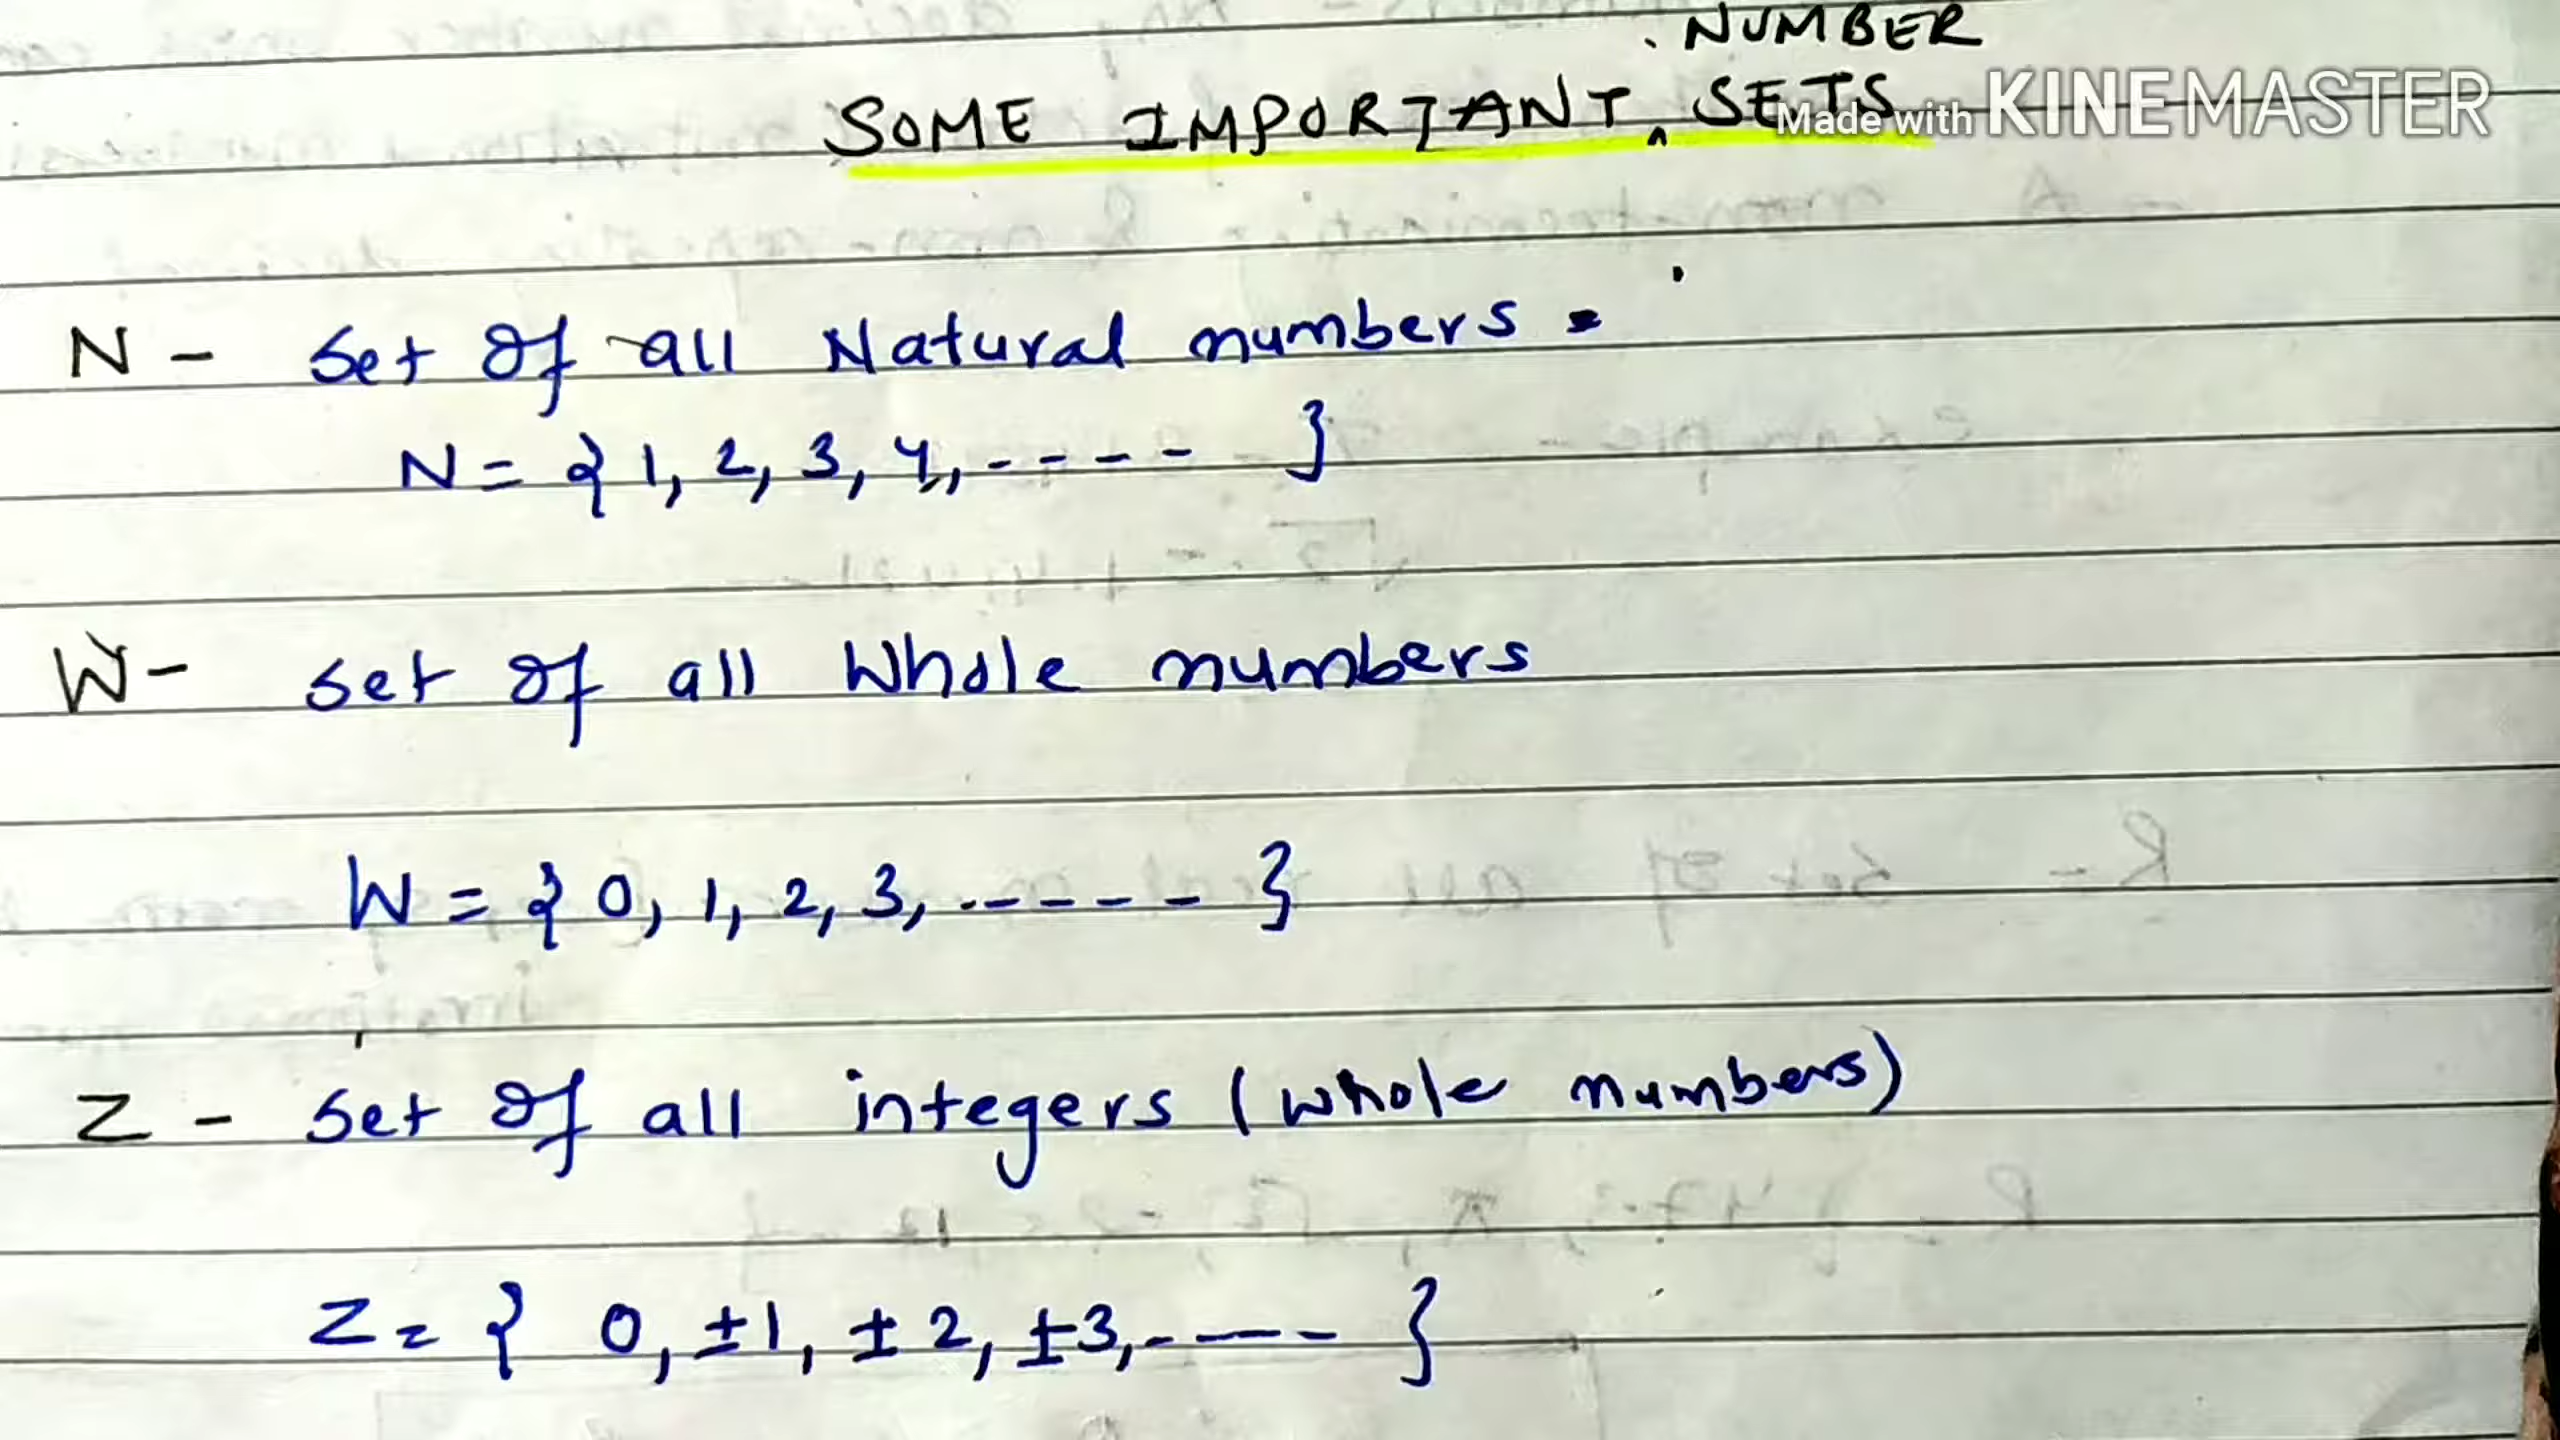 NUMBER
SOME IMPORTANT ^ SETS
Made with KINEMASTER
N - Set of all Natural numbers =
N = { 1, 2, 3, 4, ----- }
W - set of all Whole numbers
W = { 0, 1, 2, 3, ------ }
Z - Set of all integers (whole numbers)
Z = { 0, ±1, ±2, ±3, ---- }